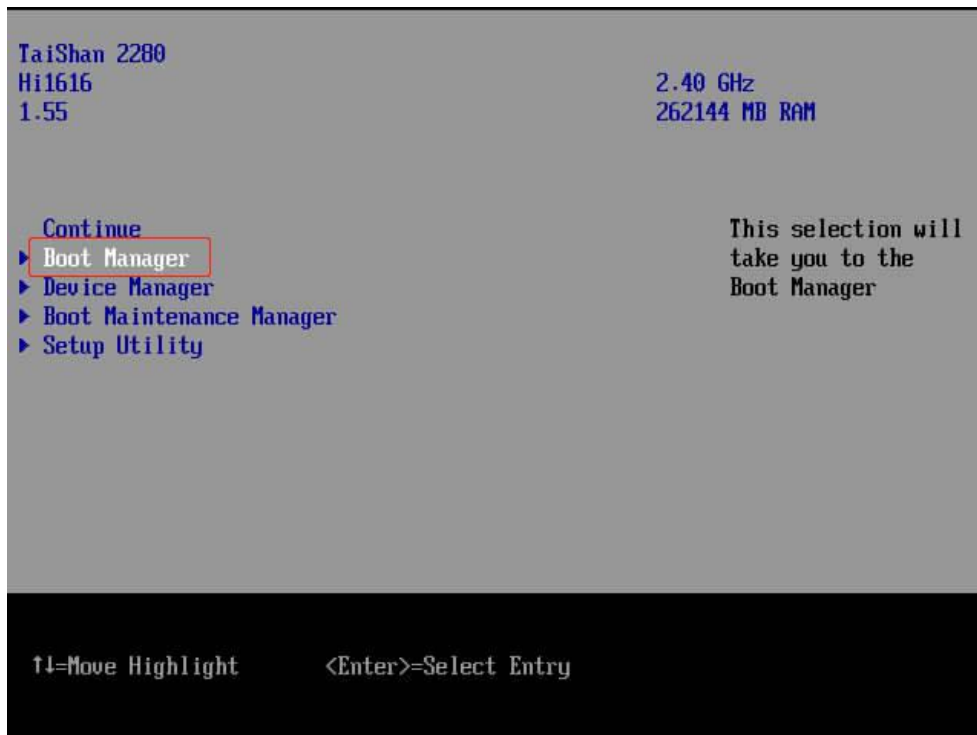 TaiShan 2280
Hi1616
2.40 GHz
1.55
262144 MB RAM
Continue
Boot Manager
Device Manager
Boot Maintenance Manager
Setup Utility
This selection will
take you to the
Boot Manager
↑↓=Move Highlight
<Enter>=Select Entry